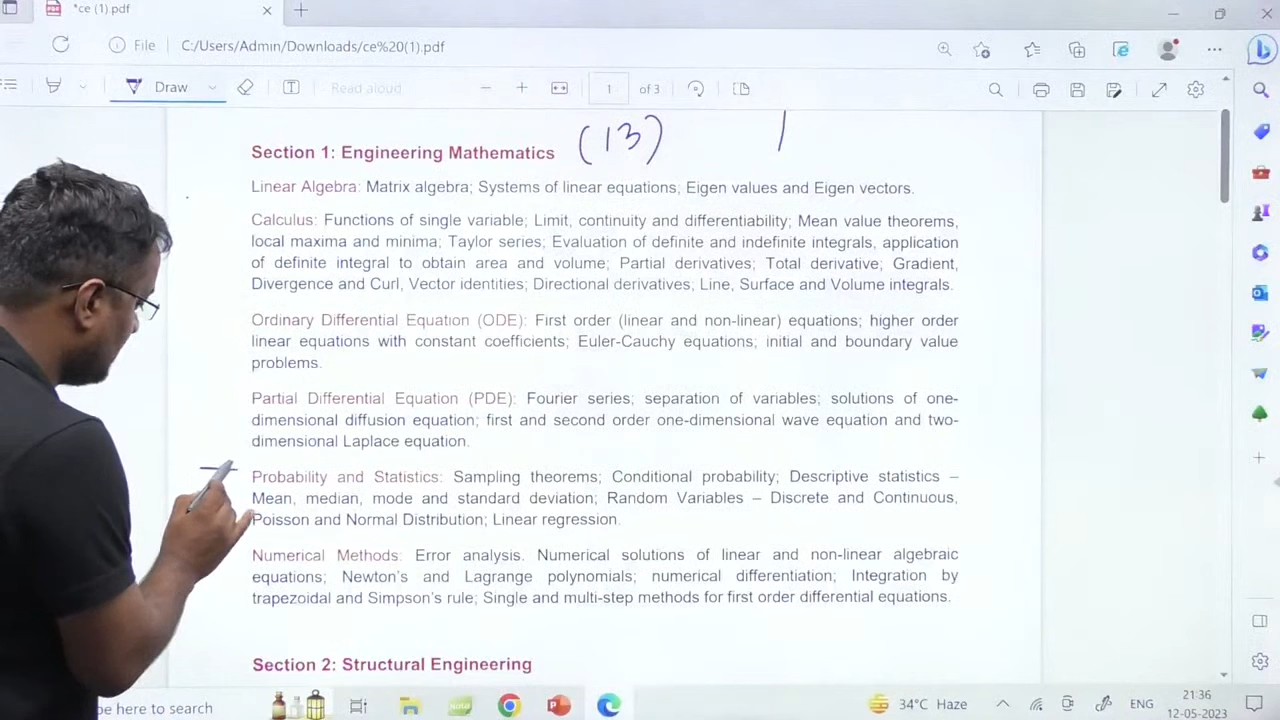 *ce (1).pdf
File C:/Users/Admin/Downloads/ce%20(1).pdf
Draw Read aloud 1 of 3
Section 1: Engineering Mathematics (13)
Linear Algebra: Matrix algebra; Systems of linear equations; Eigen values and Eigen vectors.
Calculus: Functions of single variable; Limit, continuity and differentiability; Mean value theorems,
local maxima and minima; Taylor series; Evaluation of definite and indefinite integrals, application
of definite integral to obtain area and volume; Partial derivatives; Total derivative; Gradient,
Divergence and Curl, Vector identities; Directional derivatives; Line, Surface and Volume integrals.
Ordinary Differential Equation (ODE): First order (linear and non-linear) equations; higher order
linear equations with constant coefficients; Euler-Cauchy equations; initial and boundary value
problems.
Partial Differential Equation (PDE): Fourier series; separation of variables; solutions of one-
dimensional diffusion equation; first and second order one-dimensional wave equation and two-
dimensional Laplace equation.
Probability and Statistics: Sampling theorems; Conditional probability; Descriptive statistics –
Mean, median, mode and standard deviation; Random Variables – Discrete and Continuous,
Poisson and Normal Distribution; Linear regression.
Numerical Methods: Error analysis. Numerical solutions of linear and non-linear algebraic
equations; Newton's and Lagrange polynomials; numerical differentiation; Integration by
trapezoidal and Simpson's rule; Single and multi-step methods for first order differential equations.
Section 2: Structural Engineering
here to search 34°C Haze ENG 21:36
12-05-2023